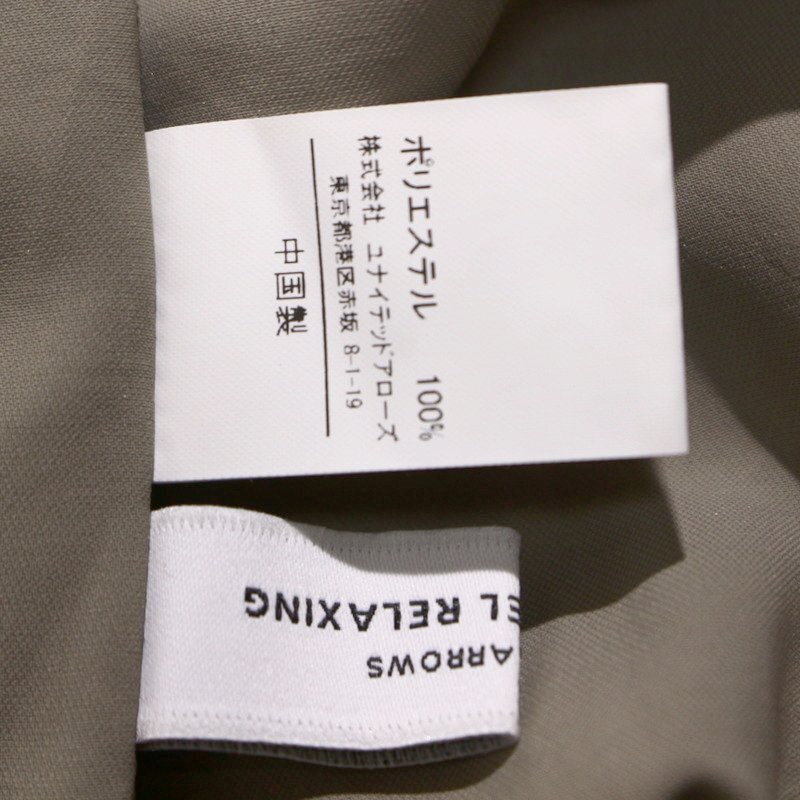 ポリエステル 100%
株式会社 ユナイテッドアローズ
東京都港区赤坂 8-1-19
中国製
ARROWS
EL RELAXING